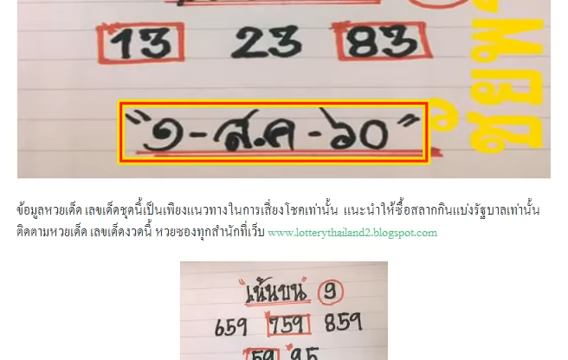 13 23 83
"๑-ส.ค-๖๐"
ข้อมูลหวยเด็ด เลขเด็ดชุดนี้เป็นเพียงแนวทางในการเสี่ยงโชคเท่านั้น แนะนำให้ซื้อสลากกินแบ่งรัฐบาลเท่านั้น
ติดตามหวยเด็ด เลขเด็ดงวดนี้ หวยซองทุกสำนักที่เว็บ www.lotterythailand2.blogspot.com
"เน้นบน 9
659 759 859
59 95